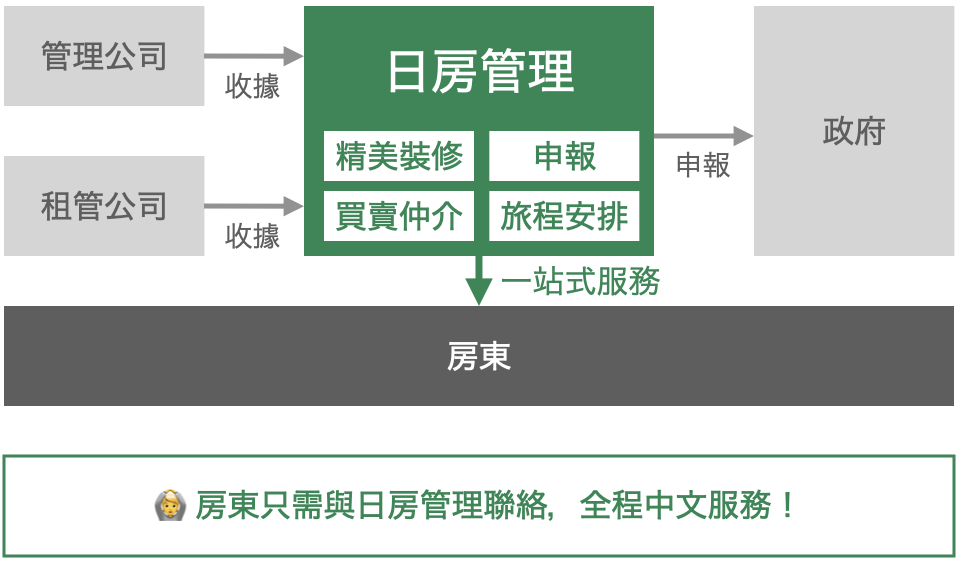 管理公司
收據
日房管理
精美裝修
申報
買賣仲介
旅程安排
申報
政府
租管公司
收據
一站式服務
房東
🙆 房東只需與日房管理聯絡，全程中文服務！